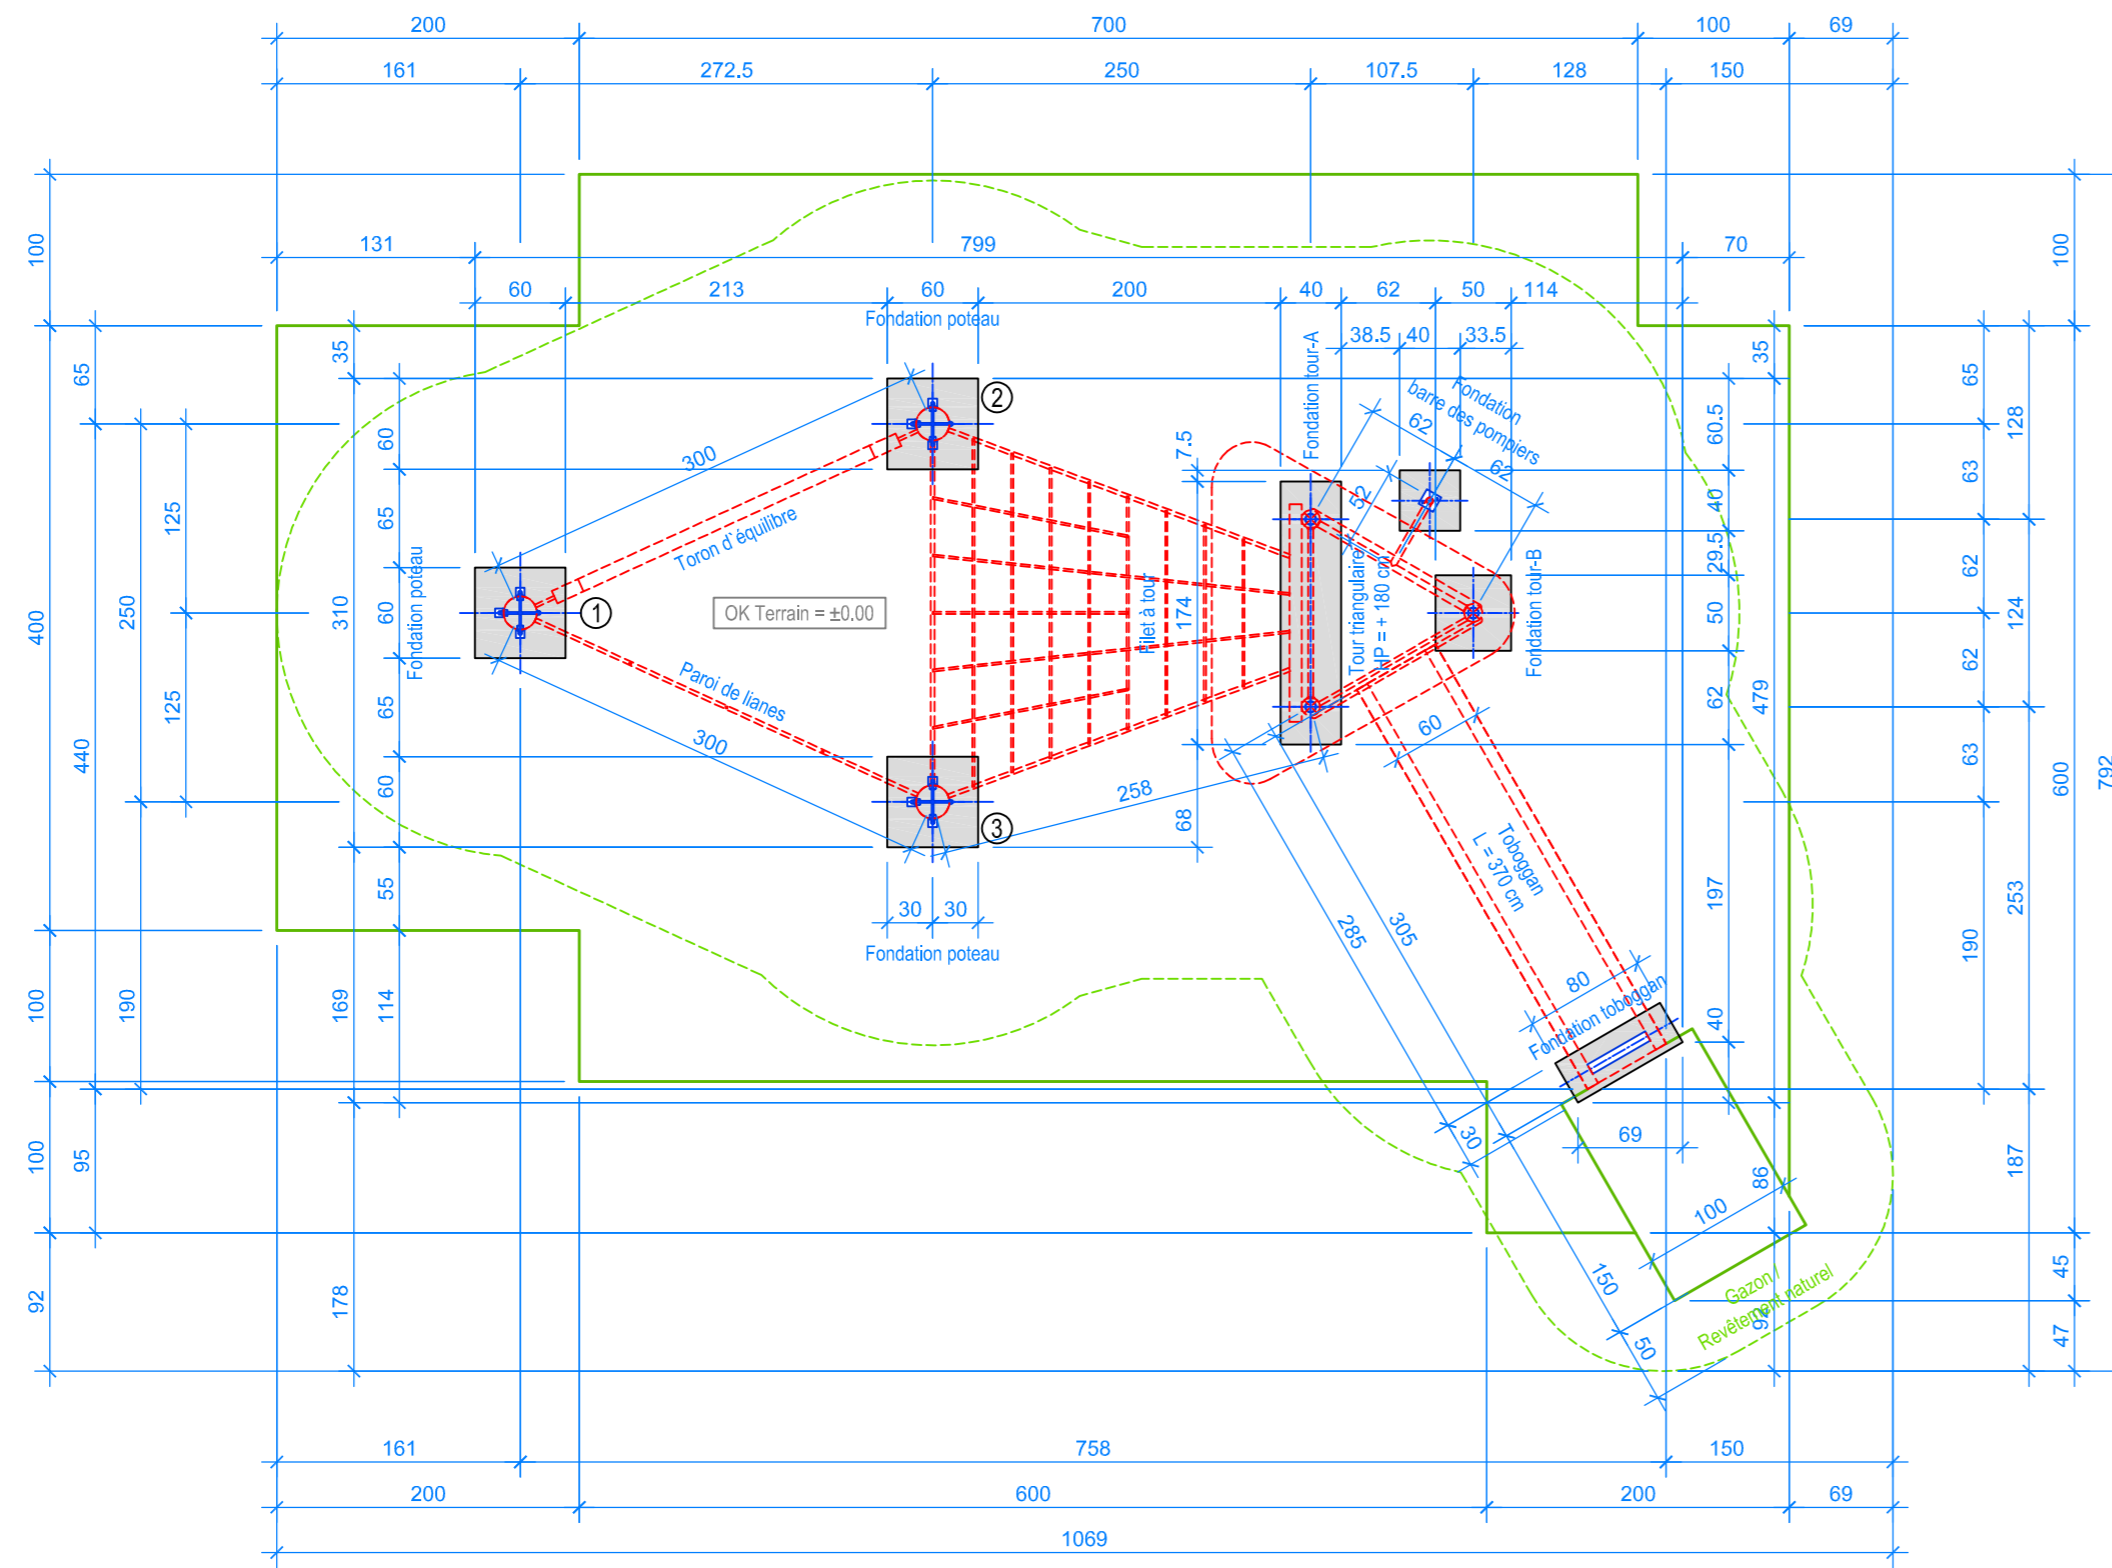 200 700 100 69
161 272.5 250 107.5 128 150
131 799 70
60 213 60 200 40 62 50 114
Fondation poteau
38.5 40 33.5
100
65
400
440
125
250
125
310
35
60
65
60
65
60
55
100
190
169
114
100
95
92
178
Fondation poteau
300
Toron d`équilibre
OK Terrain = ±0.00
Paroi de lianes
300
1
2
3
30 30
Fondation poteau
258
Filet à tour
7.5
174
68
Fondation tour-A
Fondation
barre des pompiers
62
62
52
Tour triangulaire
HP = + 180 cm
Fondation tour-B
60
Toboggan
L = 370 cm
285
305
80
Fondation toboggan
30
69
100
86
150
50
Gazon /
Revêtement naturel
92
35
60.5
40
29.5
50
62
479
197
40
65
63
62
62
63
190
128
124
253
187
100
600
792
45
47
161 758 150
200 600 200 69
1069